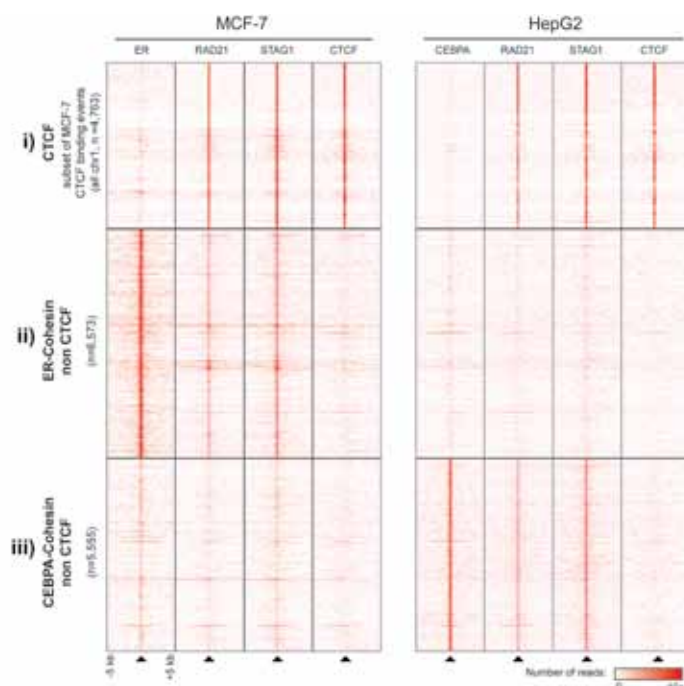 MCF-7
HepG2
ER RAD21 STAG1 CTCF
CEBPA RAD21 STAG1 CTCF
i) CTCF
subset of MCF-7
CTCF binding events
(all chr1, n =4,703)
ii) ER-Cohesin
non CTCF
(n=6,573)
iii) CEBPA-Cohesin
non CTCF
(n=5,555)
-5 kb
+5 kb
Number of reads:
0